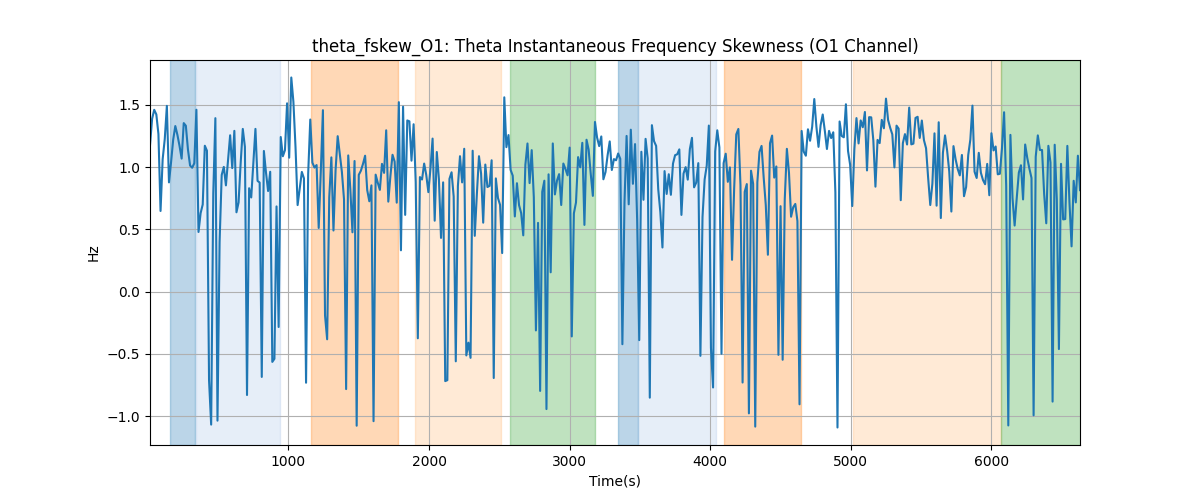 theta_fskew_O1: Theta Instantaneous Frequency Skewness (O1 Channel)
Hz
1.5
1.0
0.5
0.0
−0.5
−1.0
1000 2000 3000 4000 5000 6000
Time(s)